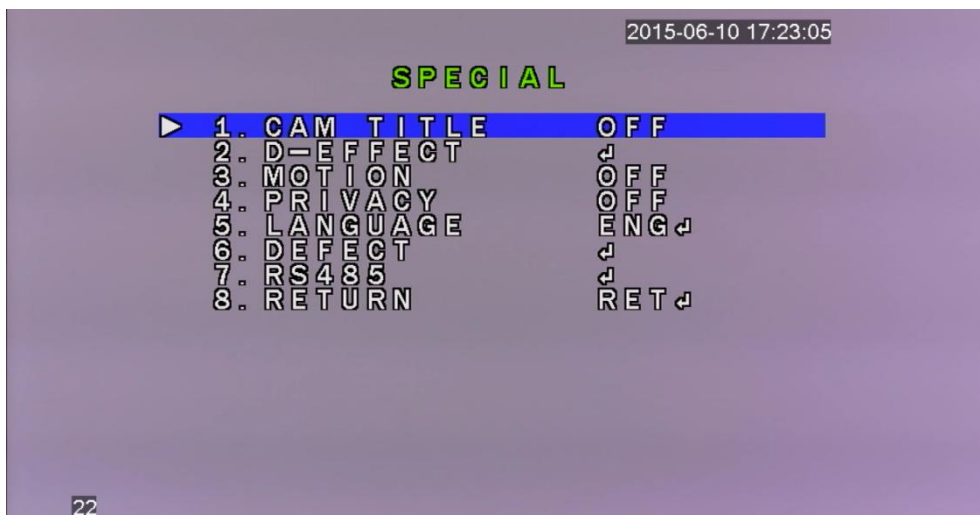 2015-06-10 17:23:05
SPECIAL
1. CAM TITLE OFF
2. D-EFFECT ↲
3. MOTION OFF
4. PRIVACY OFF
5. LANGUAGE ENG↲
6. DEFECT ↲
7. RS485 ↲
8. RETURN RET↲
22